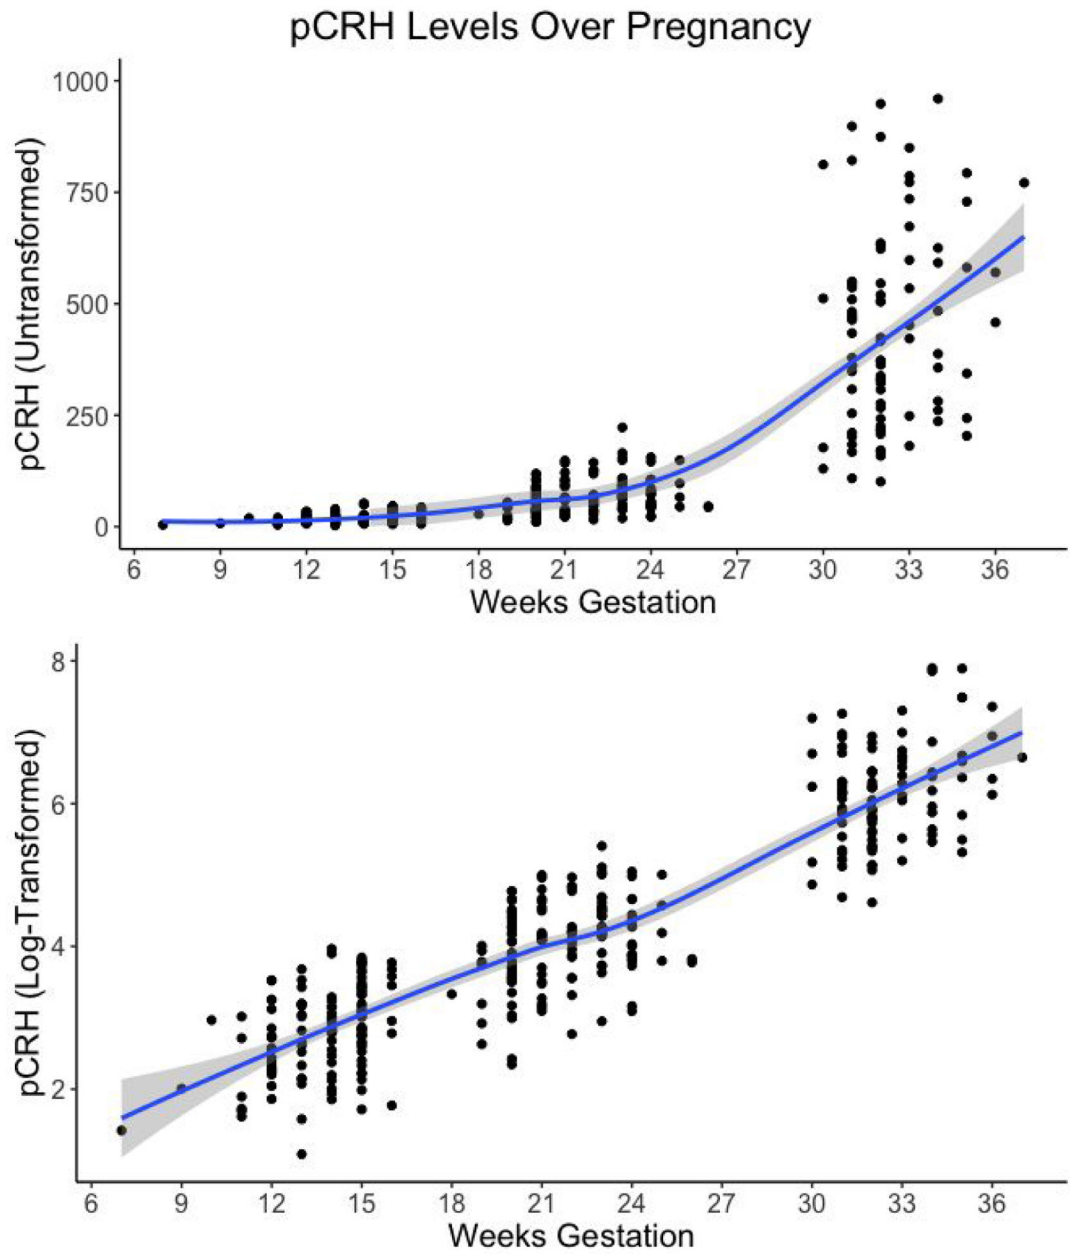 pCRH Levels Over Pregnancy
pCRH (Untransformed)
1000
750
500
250
0
6 9 12 15 18 21 24 27 30 33 36
Weeks Gestation
pCRH (Log-Transformed)
8
6
4
2
6 9 12 15 18 21 24 27 30 33 36
Weeks Gestation